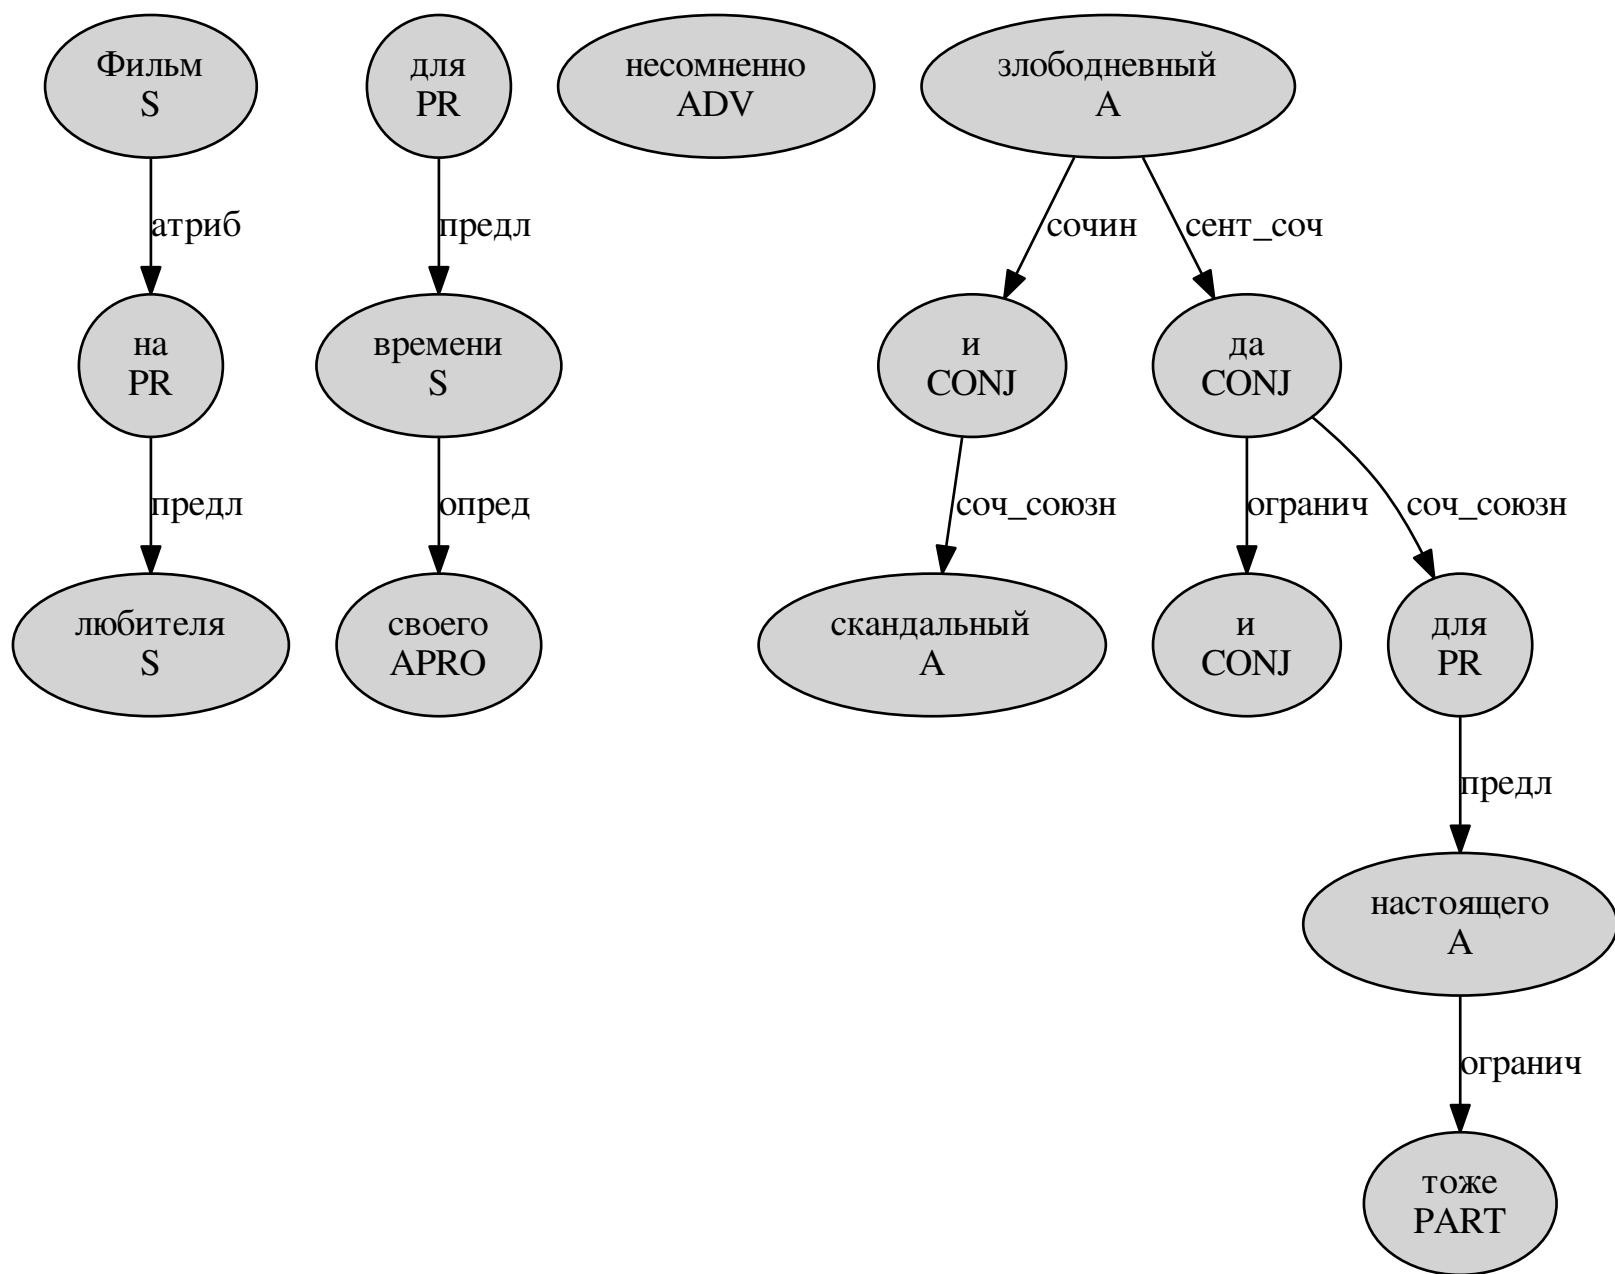 Фильм
S
для
PR
несомненно
ADV
злободневный
A
атриб
предл
сочин
сент_соч
на
PR
времени
S
и
CONJ
да
CONJ
предл
опред
соч_союзн
огранич
соч_союзн
любителя
S
своего
APRO
скандальный
A
и
CONJ
для
PR
предл
настоящего
A
огранич
тоже
PART